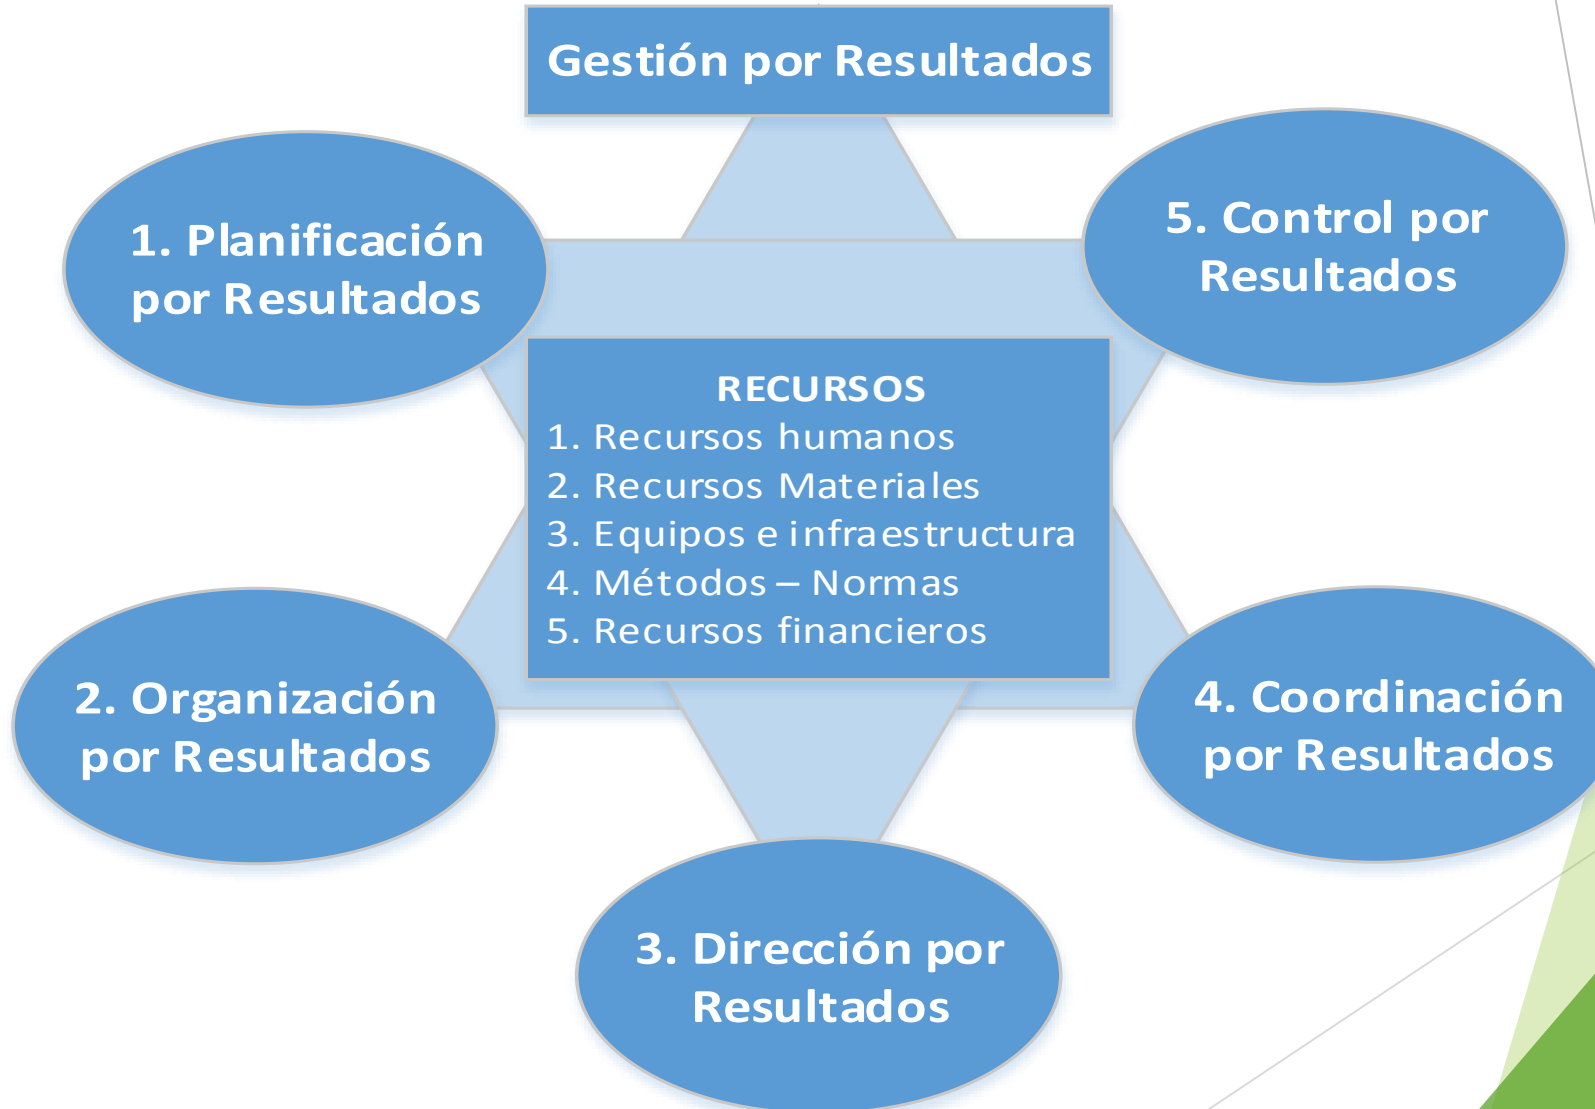 Gestión por Resultados
1. Planificación
por Resultados
5. Control por
Resultados
RECURSOS
1. Recursos humanos
2. Recursos Materiales
3. Equipos e infraestructura
4. Métodos – Normas
5. Recursos financieros
2. Organización
por Resultados
4. Coordinación
por Resultados
3. Dirección por
Resultados